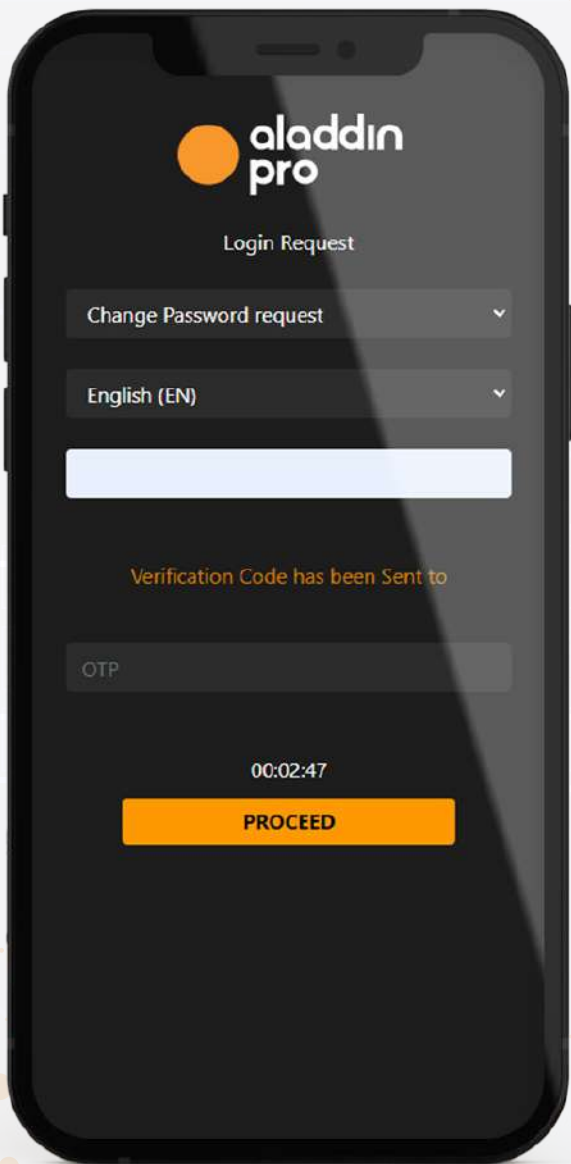 aladdin
pro
Login Request
Change Password request
English (EN)
Verification Code has been Sent to
OTP
00:02:47
PROCEED